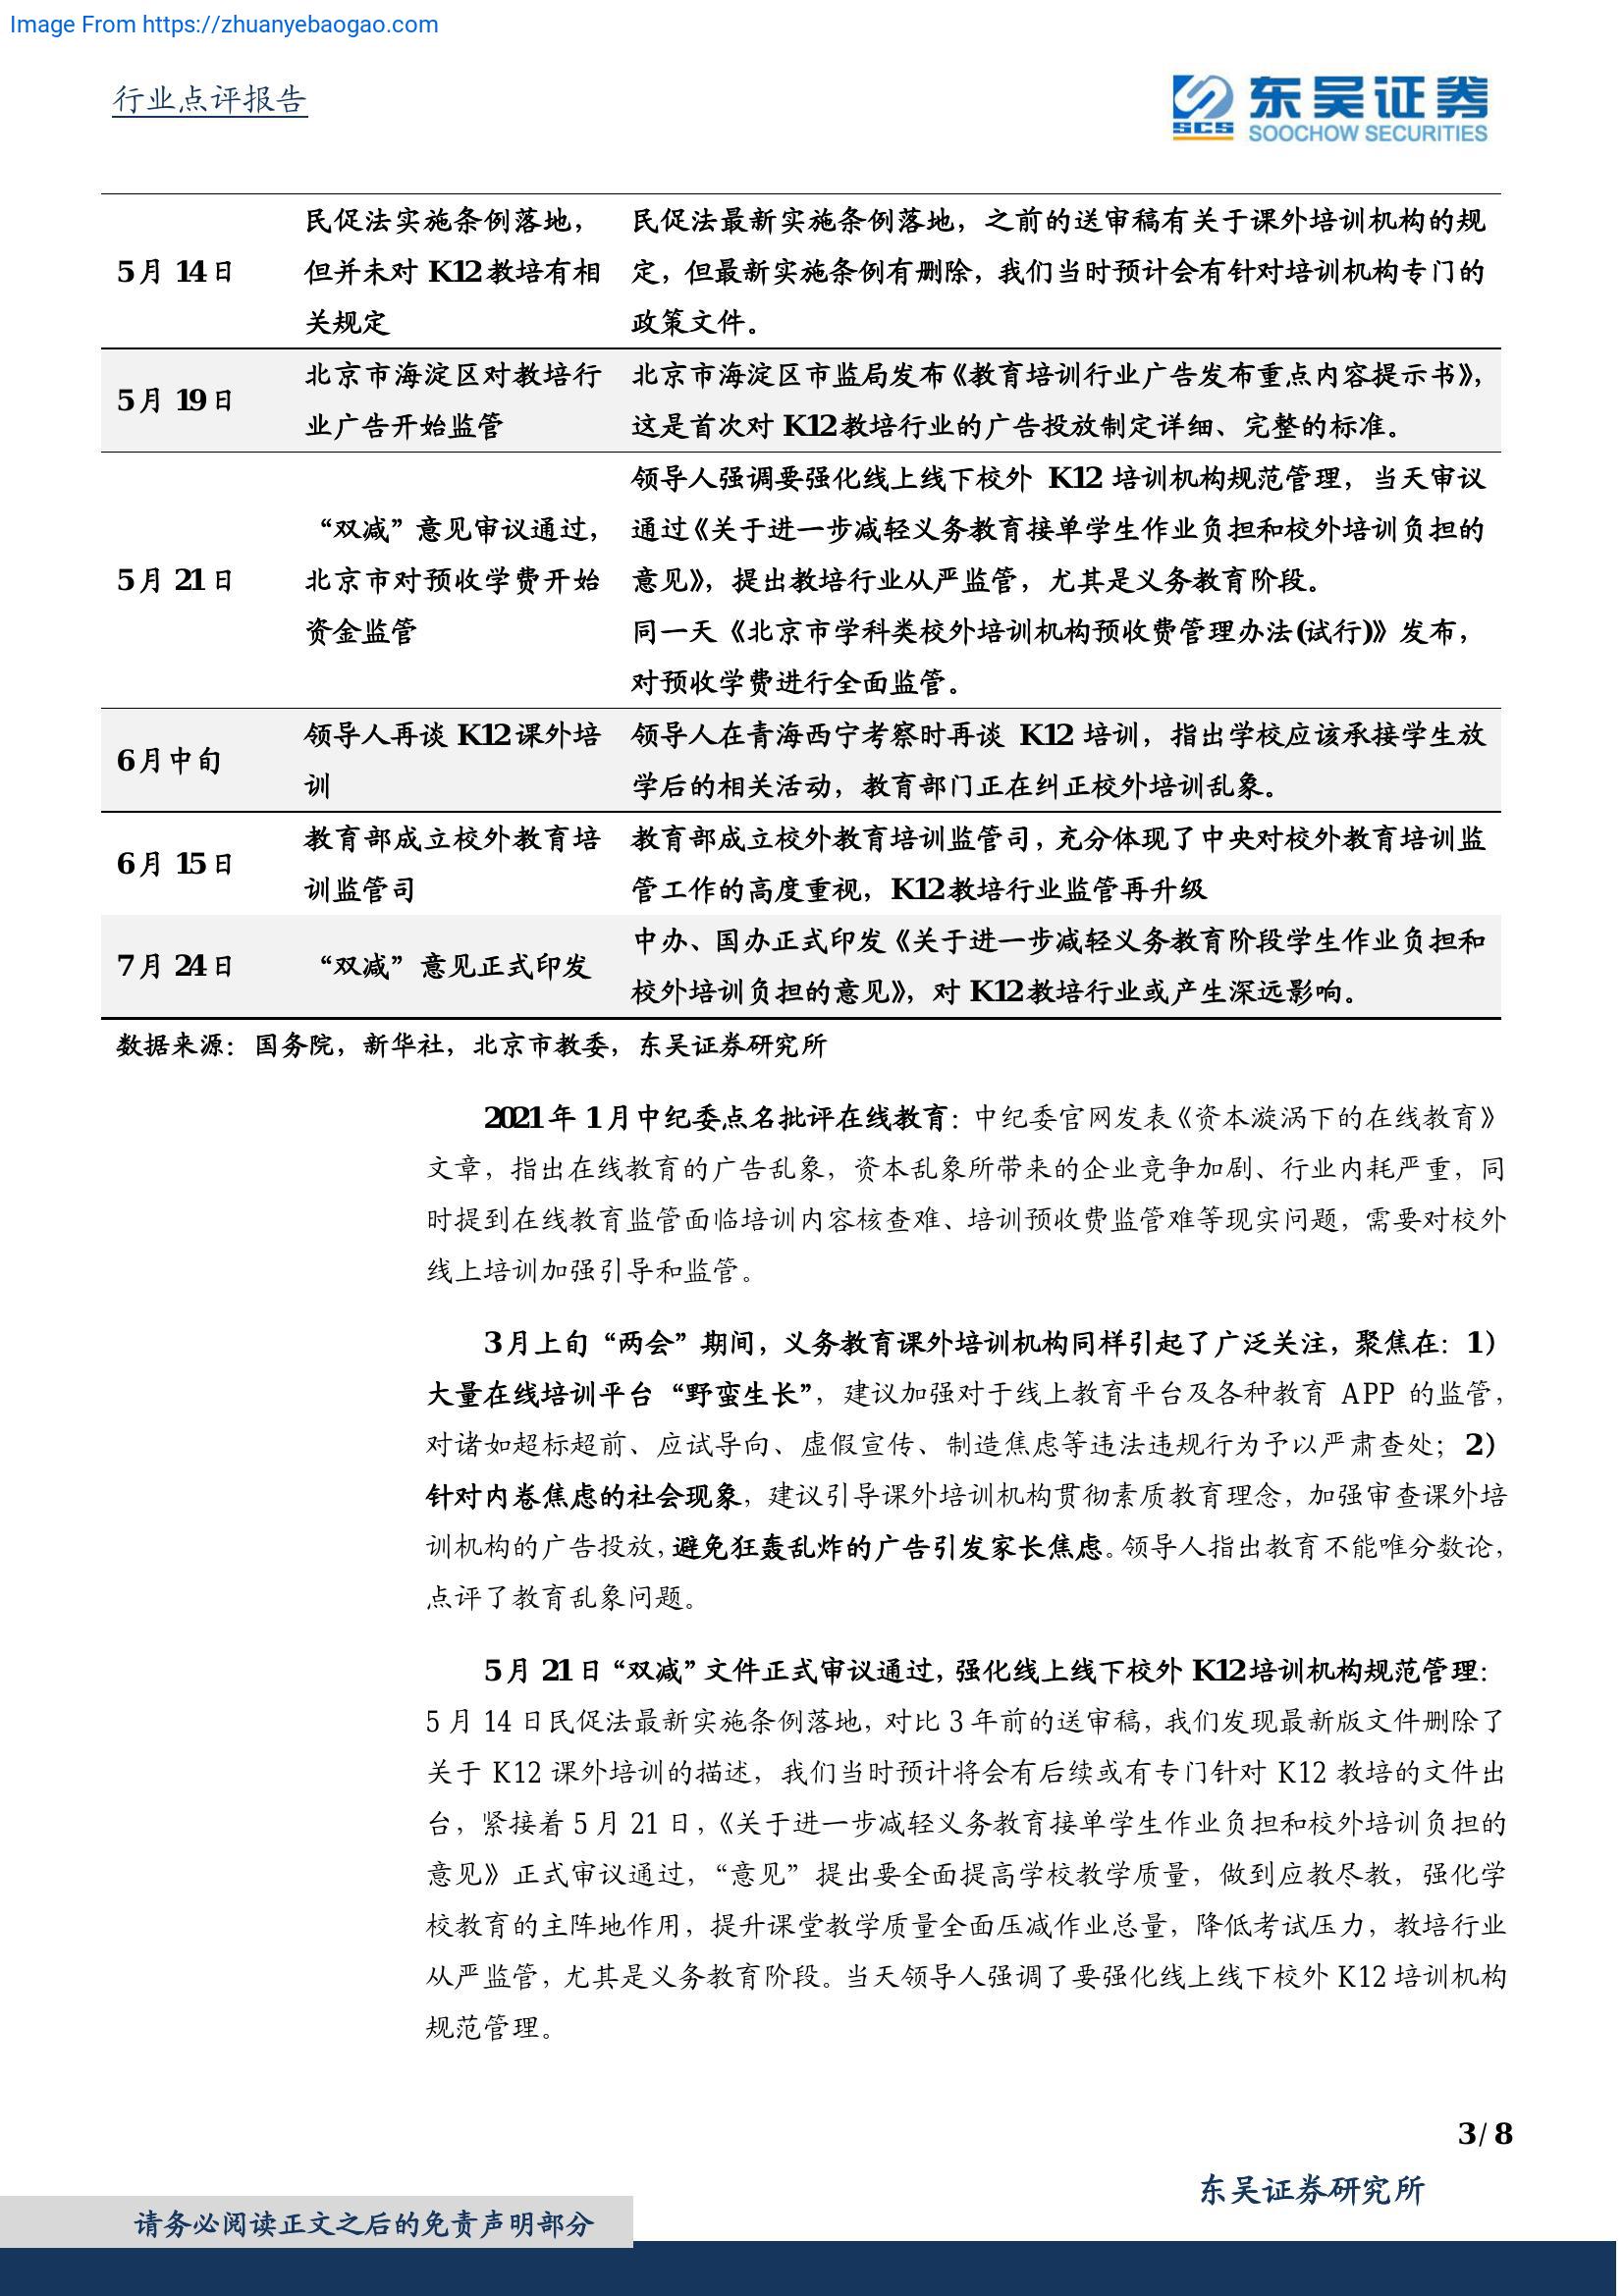 Image From https://zhuanyebaogao.com
行业点评报告
SCS 东吴证券
SOOCHOW SECURITIES
民促法实施条例落地，
但并未对 K12 教培有相
关规定
5 月 14 日
民促法最新实施条例落地，之前的送审稿有关于课外培训机构的规
定，但最新实施条例有删除，我们当时预计会有针对培训机构专门的
政策文件。
5 月 19 日
北京市海淀区对教培行
业广告开始监管
北京市海淀区市监局发布《教育培训行业广告发布重点内容提示书》，
这是首次对 K12 教培行业的广告投放制定详细、完整的标准。
5 月 21 日
“双减”意见审议通过，
北京市对预收学费开始
资金监管
领导人强调要强化线上线下校外 K12 培训机构规范管理，当天审议
通过《关于进一步减轻义务教育接单学生作业负担和校外培训负担的
意见》，提出教培行业从严监管，尤其是义务教育阶段。
同一天《北京市学科类校外培训机构预收费管理办法(试行)》发布，
对预收学费进行全面监管。
6 月中旬
领导人再谈 K12 课外培
训
领导人在青海西宁考察时再谈 K12 培训，指出学校应该承接学生放
学后的相关活动，教育部门正在纠正校外培训乱象。
6 月 15 日
教育部成立校外教育培
训监管司
教育部成立校外教育培训监管司，充分体现了中央对校外教育培训监
管工作的高度重视，K12 教培行业监管再升级
7 月 24 日
“双减”意见正式印发
中办、国办正式印发《关于进一步减轻义务教育阶段学生作业负担和
校外培训负担的意见》，对 K12 教培行业或产生深远影响。
数据来源：国务院，新华社，北京市教委，东吴证券研究所
2021 年 1 月中纪委点名批评在线教育：中纪委官网发表《资本漩涡下的在线教育》
文章，指出在线教育的广告乱象，资本乱象所带来的企业竞争加剧、行业内耗严重，同
时提到在线教育监管面临培训内容核查难、培训预收费监管难等现实问题，需要对校外
线上培训加强引导和监管。
3 月上旬“两会”期间，义务教育课外培训机构同样引起了广泛关注，聚焦在：1）
大量在线培训平台“野蛮生长”，建议加强对于线上教育平台及各种教育 APP 的监管，
对诸如超标超前、应试导向、虚假宣传、制造焦虑等违法违规行为予以严肃查处；2）
针对内卷焦虑的社会现象，建议引导课外培训机构贯彻素质教育理念，加强审查课外培
训机构的广告投放，避免狂轰乱炸的广告引发家长焦虑。领导人指出教育不能唯分数论，
点评了教育乱象问题。
5 月 21 日“双减”文件正式审议通过，强化线上线下校外 K12 培训机构规范管理：
5 月 14 日民促法最新实施条例落地，对比 3 年前的送审稿，我们发现最新版文件删除了
关于 K12 课外培训的描述，我们当时预计将会有后续或有专门针对 K12 教培的文件出
台，紧接着 5 月 21 日，《关于进一步减轻义务教育接单学生作业负担和校外培训负担的
意见》正式审议通过，“意见”提出要全面提高学校教学质量，做到应教尽教，强化学
校教育的主阵地作用，提升课堂教学质量全面压减作业总量，降低考试压力，教培行业
从严监管，尤其是义务教育阶段。当天领导人强调了要强化线上线下校外 K12 培训机构
规范管理。
3 / 8
东吴证券研究所
请务必阅读正文之后的免责声明部分